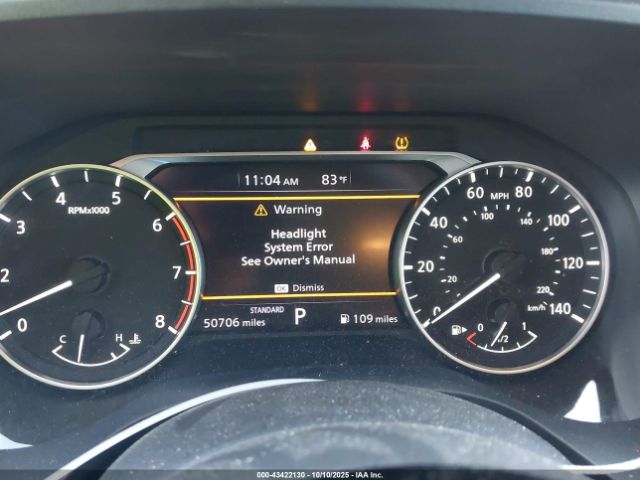 11:04 AM 83°F
Warning
Headlight
System Error
See Owner's Manual
OK Dismiss
STANDARD
50706 miles P 109 miles
0 2 3 4 5 6 7 8
RPMx1000
C H
0 20 40 60 80 100 120 140
MPH
20 60 100 140 180 220
km/h
0 1/2 1
000-43422130 - 10/10/2025 - IAA Inc.